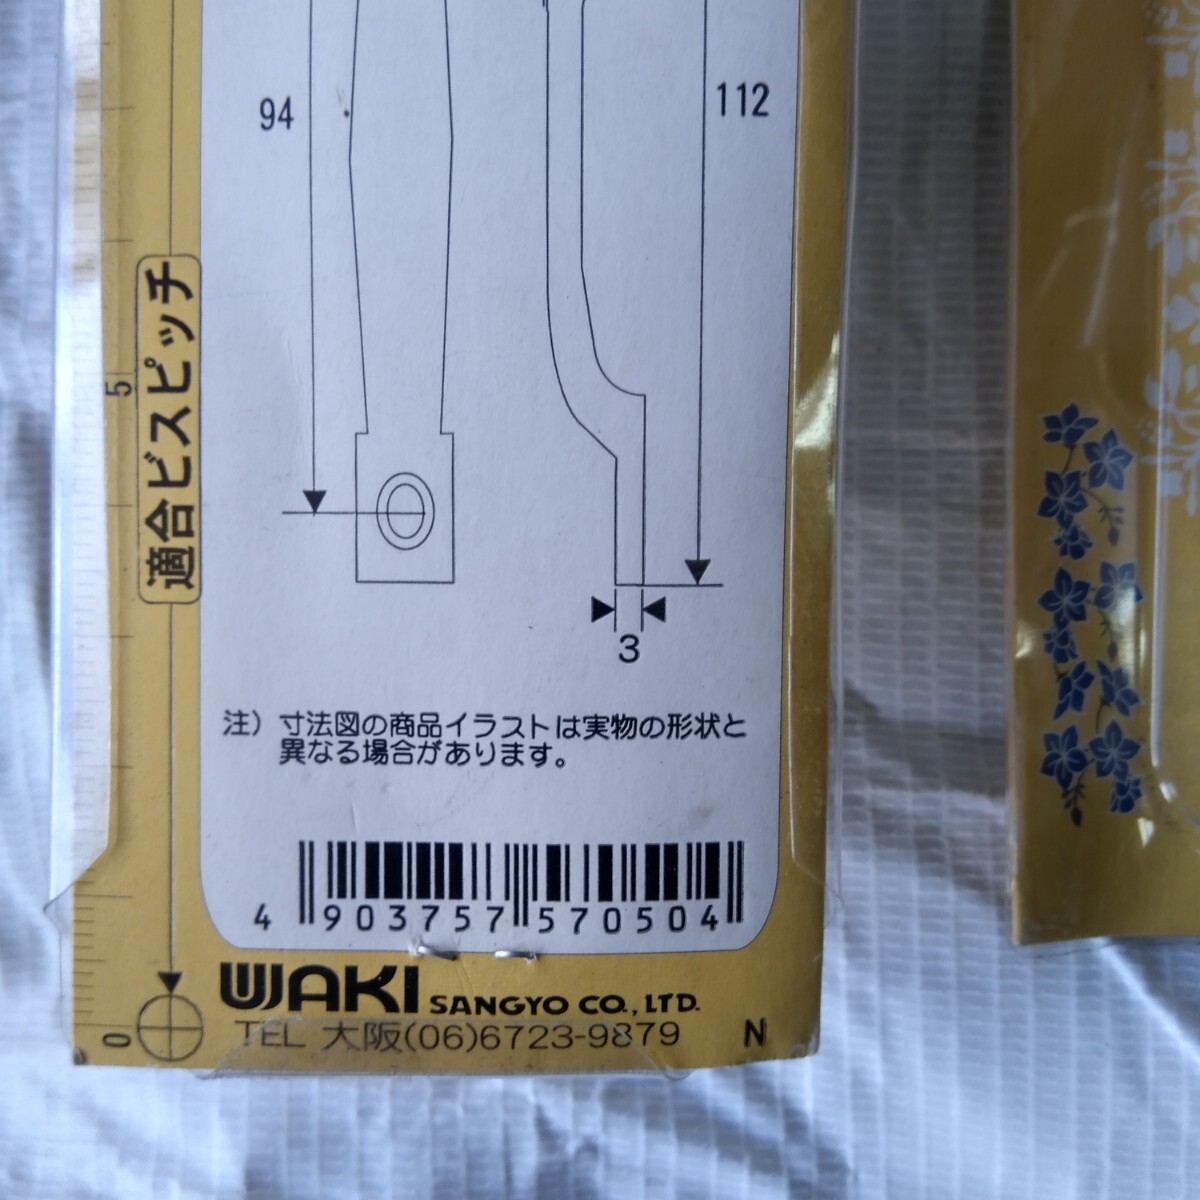 94
112
5
適合ビスピッチ
3
注) 寸法図の商品イラストは実物の形状と
異なる場合があります。
4 903757 570504
WAKI SANGYO CO., LTD.
TEL 大阪(06)6723-9879
N
0